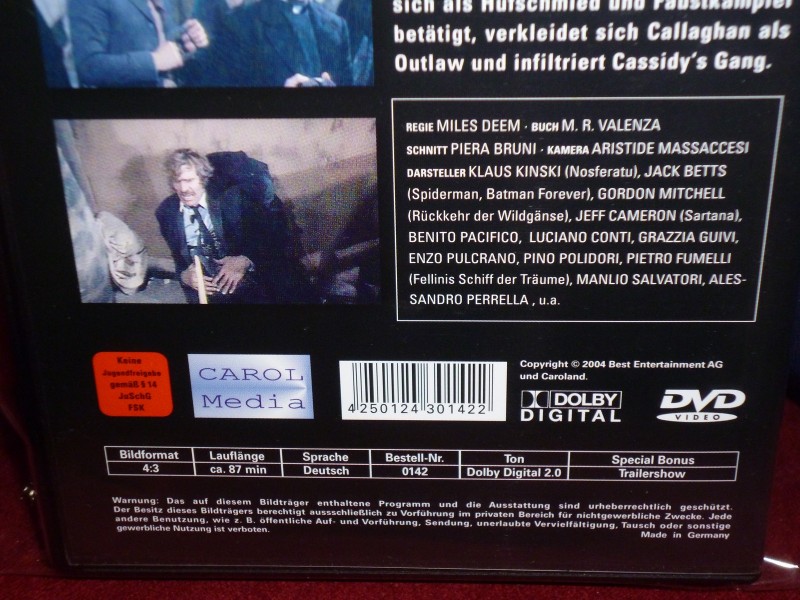 sich als Hufschmied und Faustkämpfer
betätigt, verkleidet sich Callaghan als
Outlaw und infiltriert Cassidy's Gang.
REGIE MILES DEEM · BUCH M. R. VALENZA
SCHNITT PIERA BRUNI · KAMERA ARISTIDE MASSACCESI
DARSTELLER KLAUS KINSKI (Nosferatu), JACK BETTS
(Spiderman, Batman Forever), GORDON MITCHELL
(Rückkehr der Wildgänse), JEFF CAMERON (Sartana),
BENITO PACIFICO, LUCIANO CONTI, GRAZZIA GUIVI,
ENZO PULCRANO, PINO POLIDORI, PIETRO FUMELLI
(Fellinis Schiff der Träume), MANLIO SALVATORI, ALES-
SANDRO PERRELLA , u.a.
Keine
Jugendfreigabe
gemäß § 14
JuSchG
FSK
CAROL
Media
4 250124 301422
Copyright © 2004 Best Entertainment AG
und Caroland.
DOLBY
DIGITAL
DVD
VIDEO
Bildformat Lauflänge Sprache Bestell-Nr. Ton Special Bonus
4:3 ca. 87 min Deutsch 0142 Dolby Digital 2.0 Trailershow
Warnung: Das auf diesem Bildträger enthaltene Programm und die Ausstattung sind urheberrechtlich geschützt.
Der Besitz dieses Bildträgers berechtigt aussschließlich zu Vorführung im privaten Bereich für nichtgewerbliche Zwecke. Jede
andere Benutzung, wie z. B. öffentliche Auf- und Vorführung, Sendung, unerlaubte Vervielfältigung, Tausch oder sonstige
gewerbliche Nutzung ist verboten.
Made in Germany